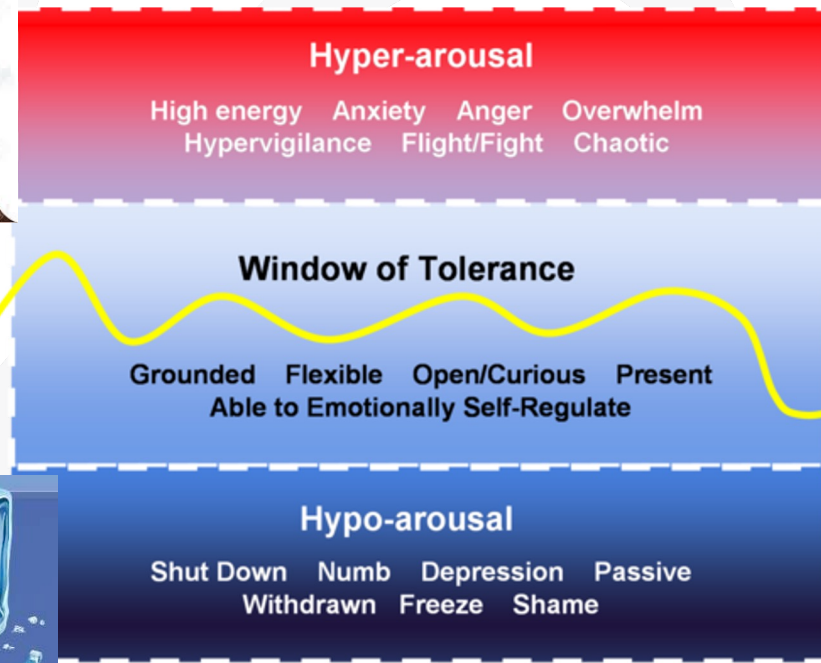 Hyper-arousal
High energy Anxiety Anger Overwhelm
Hypervigilance Flight/Fight Chaotic
Window of Tolerance
Grounded Flexible Open/Curious Present
Able to Emotionally Self-Regulate
Hypo-arousal
Shut Down Numb Depression Passive
Withdrawn Freeze Shame